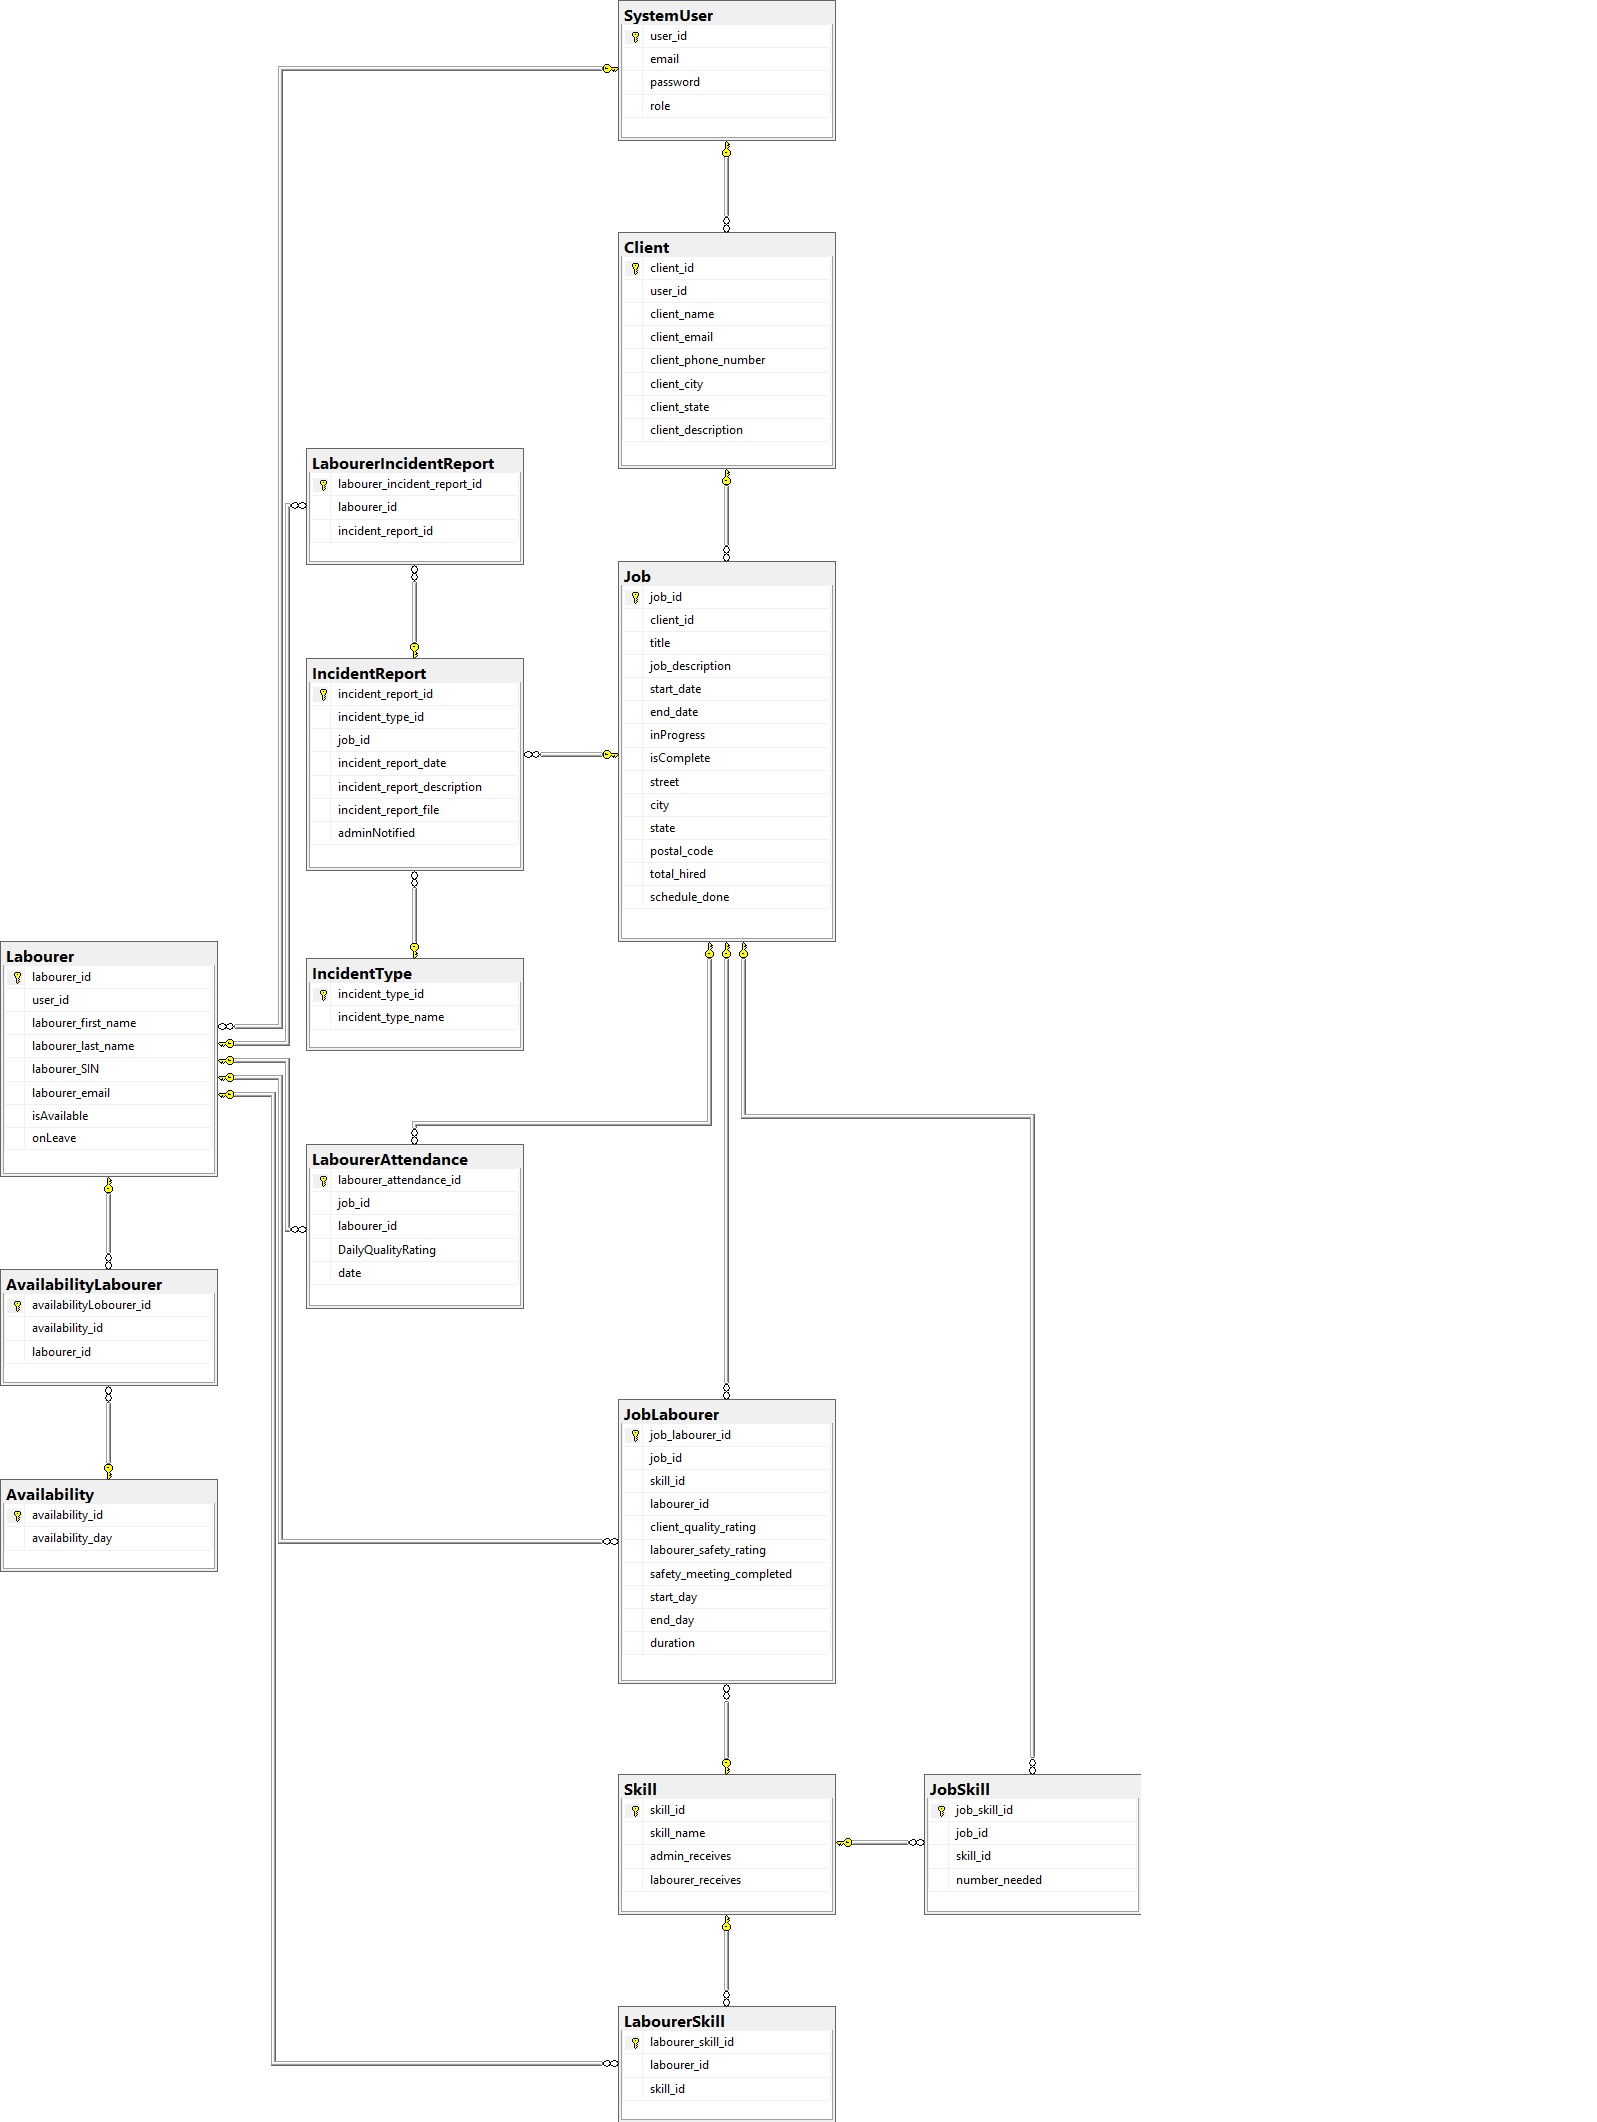 SystemUser
user_id
email
password
role
Client
client_id
user_id
client_name
client_email
client_phone_number
client_city
client_state
client_description
LabourerIncidentReport
labourer_incident_report_id
labourer_id
incident_report_id
Job
job_id
client_id
title
job_description
start_date
end_date
inProgress
isComplete
street
city
state
postal_code
total_hired
schedule_done
IncidentReport
incident_report_id
incident_type_id
job_id
incident_report_date
incident_report_description
incident_report_file
adminNotified
Labourer
labourer_id
user_id
labourer_first_name
labourer_last_name
labourer_SIN
labourer_email
isAvailable
onLeave
IncidentType
incident_type_id
incident_type_name
LabourerAttendance
labourer_attendance_id
job_id
labourer_id
DailyQualityRating
date
AvailabilityLabourer
availabilityLobourer_id
availability_id
labourer_id
JobLabourer
job_labourer_id
job_id
skill_id
labourer_id
client_quality_rating
labourer_safety_rating
safety_meeting_completed
start_day
end_day
duration
Availability
availability_id
availability_day
Skill
skill_id
skill_name
admin_receives
labourer_receives
JobSkill
job_skill_id
job_id
skill_id
number_needed
LabourerSkill
labourer_skill_id
labourer_id
skill_id